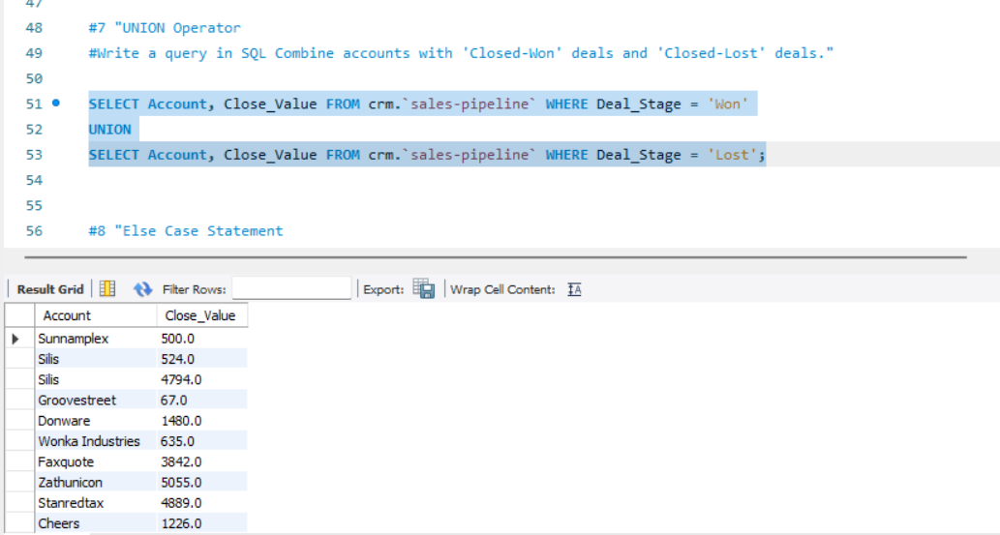 47
48 #7 "UNION Operator
49 #Write a query in SQL Combine accounts with 'Closed-Won' deals and 'Closed-Lost' deals."
50
51 SELECT Account, Close_Value FROM crm.`sales-pipeline` WHERE Deal_Stage = 'Won'
52 UNION
53 SELECT Account, Close_Value FROM crm.`sales-pipeline` WHERE Deal_Stage = 'Lost';
54
55
56 #8 "Else Case Statement
Result Grid Filter Rows: Export: Wrap Cell Content: IA
Account Close_Value
Sunnamplex 500.0
Silis 524.0
Silis 4794.0
Groovestreet 67.0
Donware 1480.0
Wonka Industries 635.0
Faxquote 3842.0
Zathunicon 5055.0
Stanredtax 4889.0
Cheers 1226.0